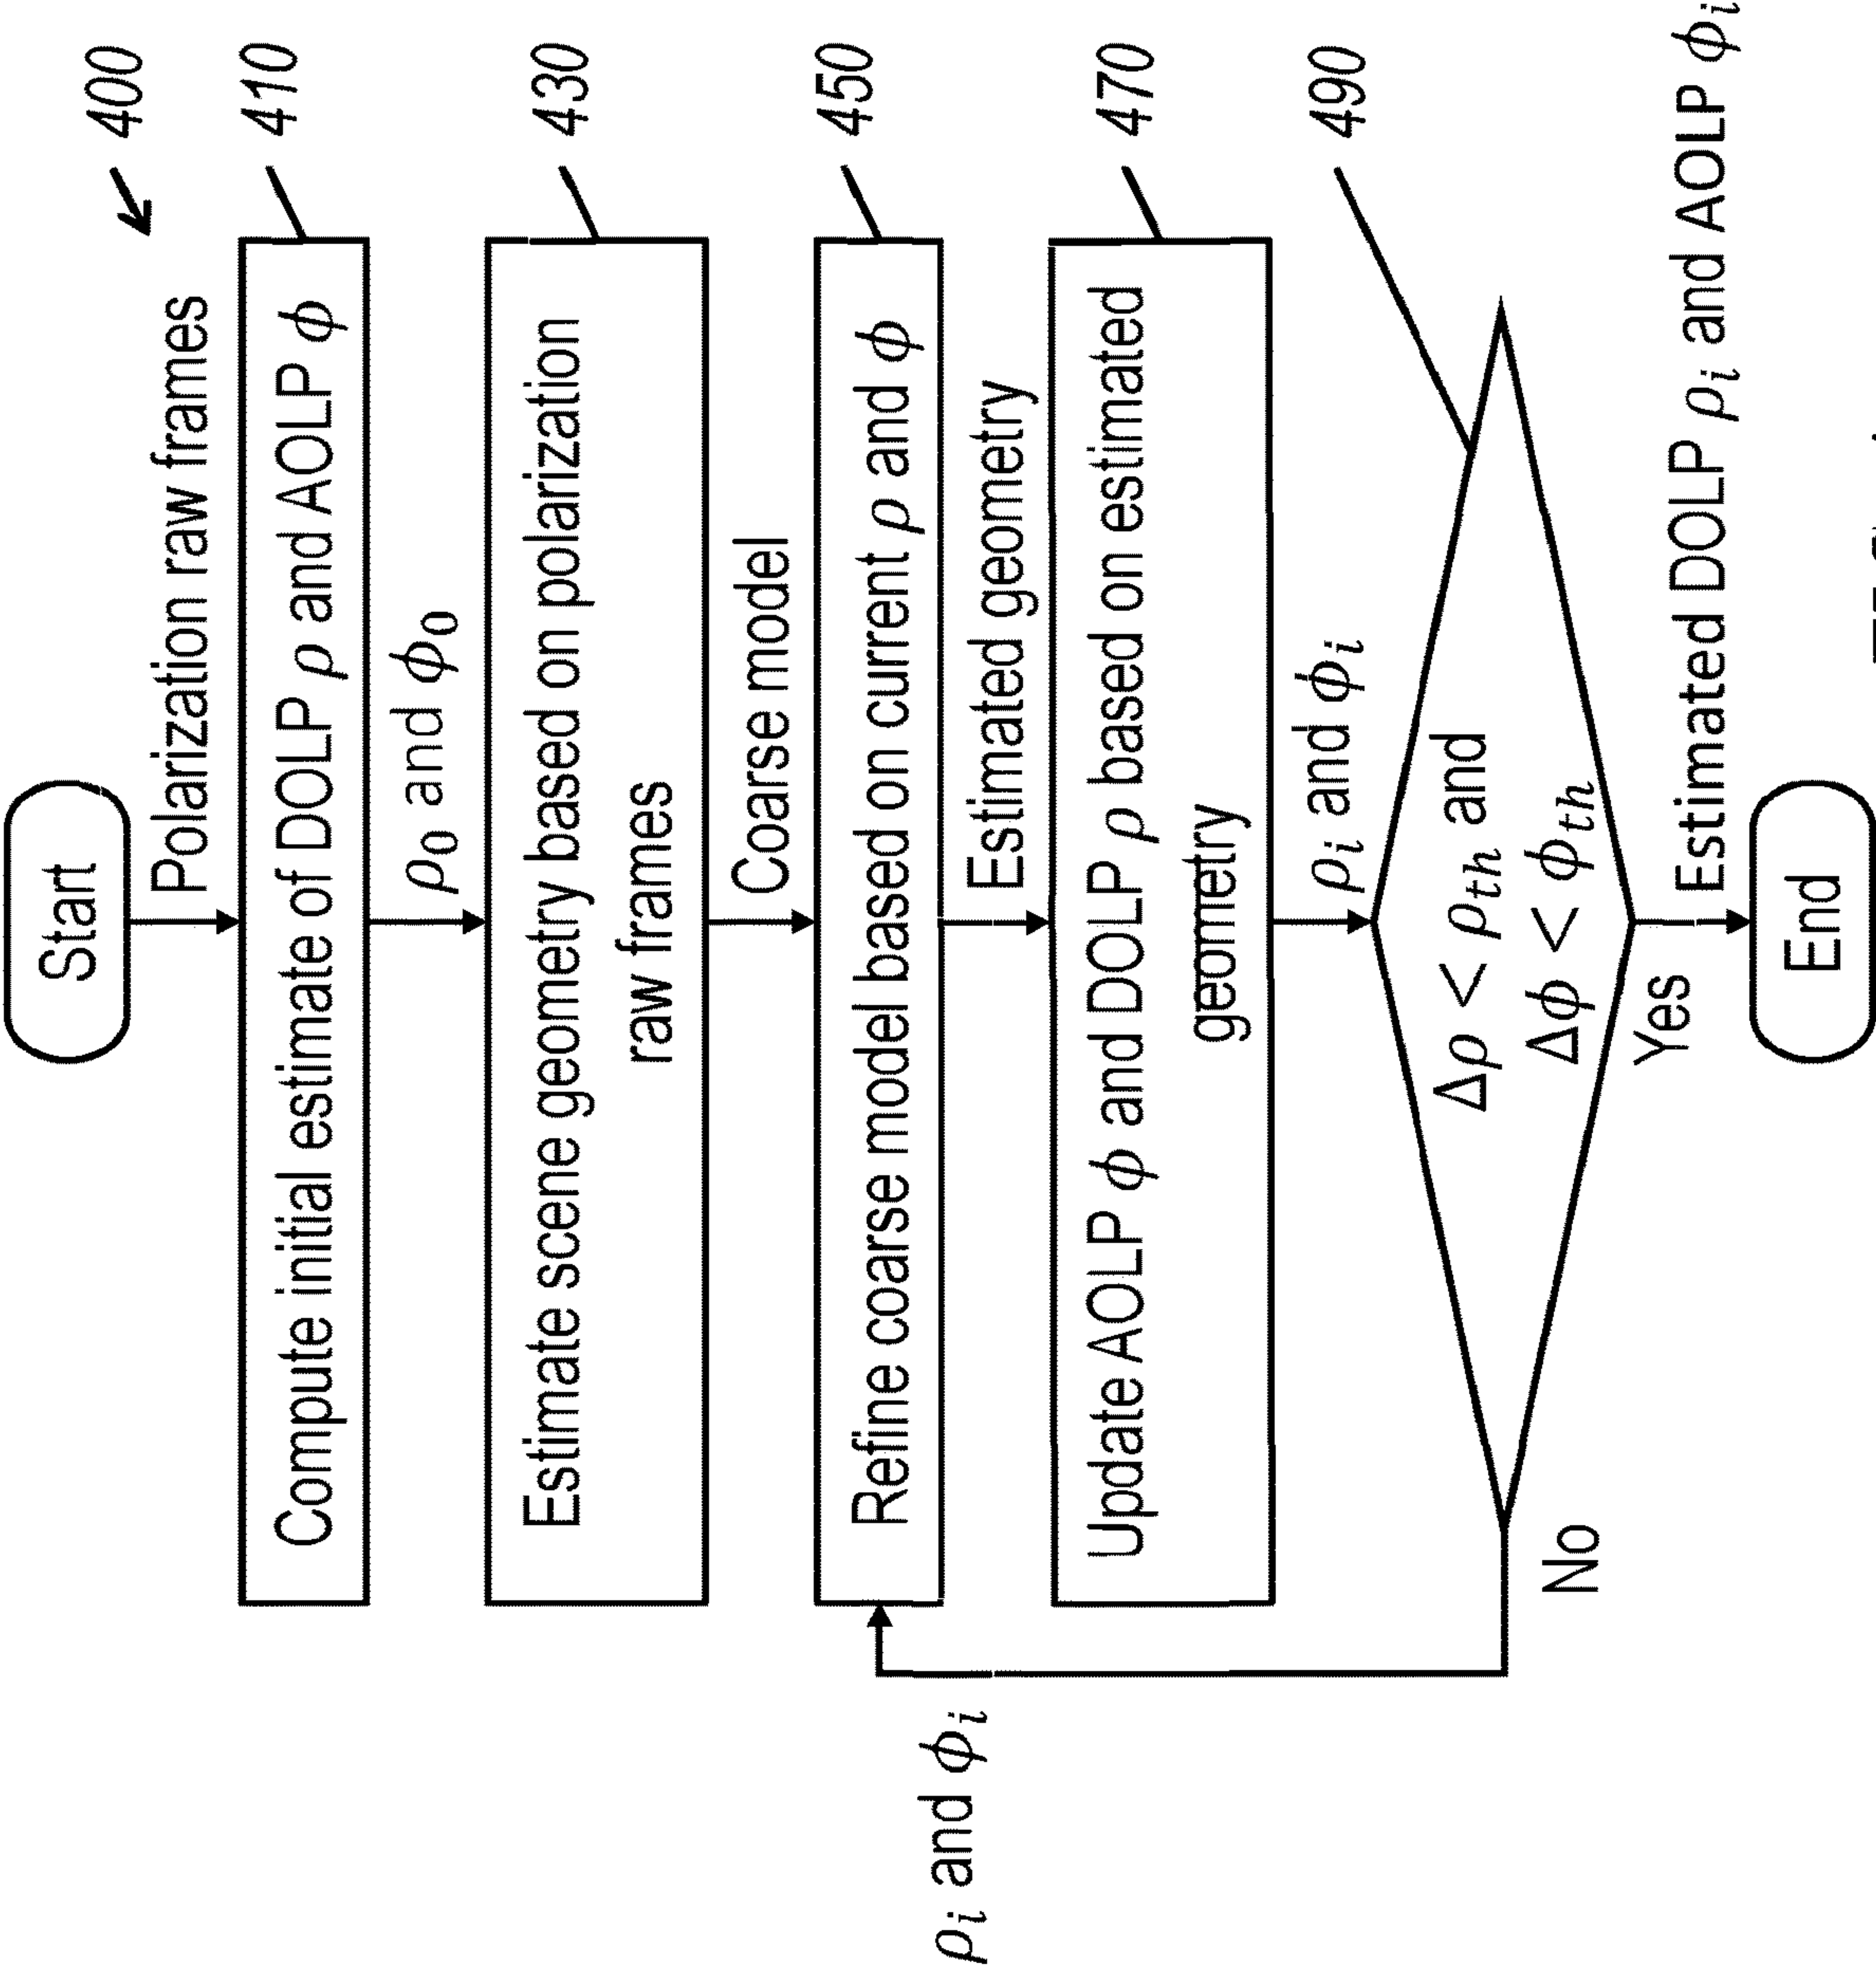 400
Start
Polarization raw frames
410
Compute initial estimate of DOLP ρ and AOLP ϕ
ρ₀ and ϕ₀
430
Estimate scene geometry based on polarization
raw frames
Coarse model
450
Refine coarse model based on current ρ and ϕ
Estimated geometry
470
Update AOLP ϕ and DOLP ρ based on estimated
geometry
ρᵢ and ϕᵢ
490
Δρ < ρ_th and
Δϕ < ϕ_th
No
ρᵢ and ϕᵢ
Yes
Estimated DOLP ρᵢ and AOLP ϕᵢ
End